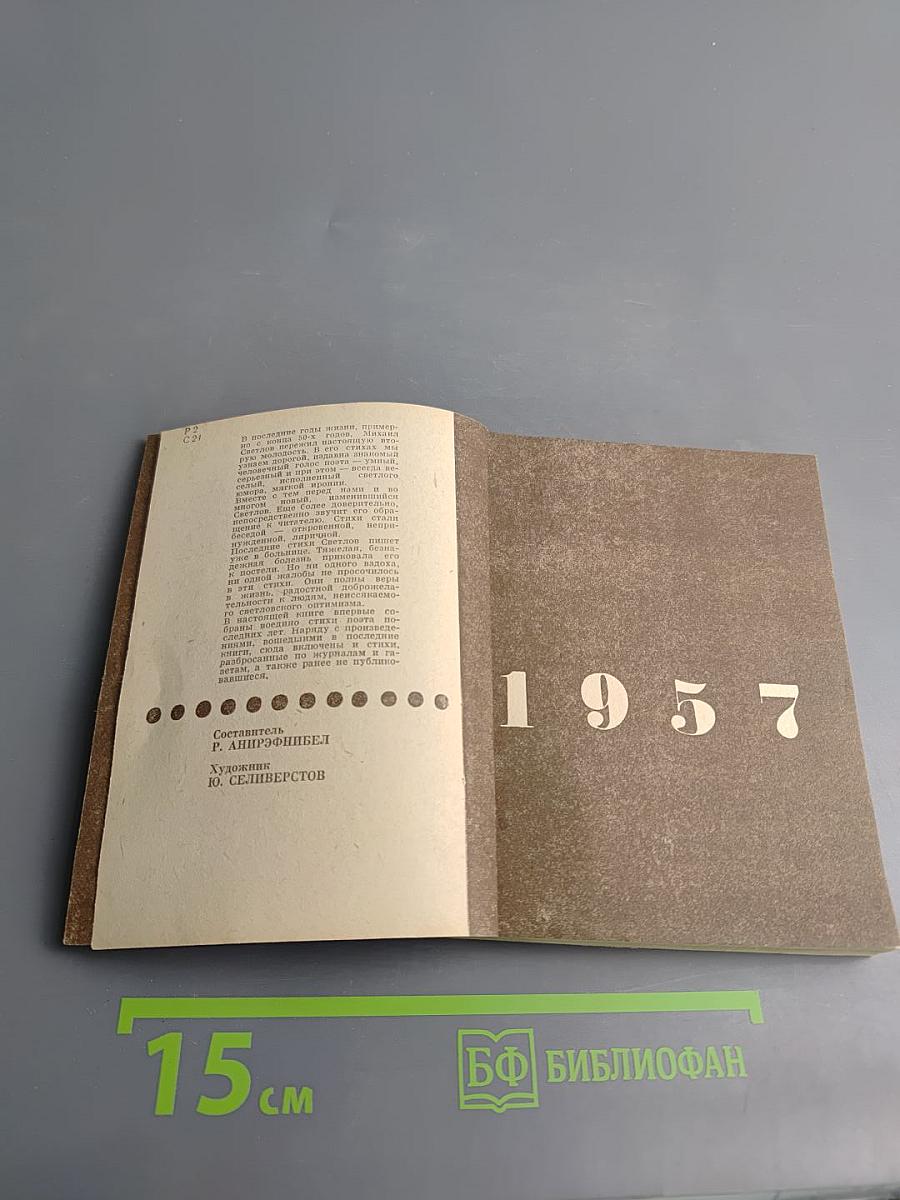 Р2
С24
В последние годы жизни, пример-
но с конца 50-х годов, Михаил
Светлов пережил настоящую вто-
рую молодость. В его стихах мы
узнаем дорогой, издавна знакомый
человечный голос поэта — умный,
серьезный и при этом — всегда ве-
селый, исполненный светлого
юмора, мягкой иронии.
Вместе с тем перед нами и во
многом новый, изменившийся
Светлов. Еще более доверительно,
непосредственно звучит его обра-
щение к читателю. Стихи стали
беседой — откровенной, непри-
нужденной, лиричной.
Последние стихи Светлов пишет
уже в больнице. Тяжелая, безна-
дежная болезнь приковала его
к постели. Но ни одного вздоха,
ни одной жалобы не просочилось
в эти стихи. Они полны веры
в жизнь, радостной доброжела-
тельности к людям, неиссякаемо-
го светловского оптимизма.
В настоящей книге впервые со-
браны воедино стихи поэта по-
следних лет. Наряду с произведе-
ниями, вошедшими в последние
книги, сюда включены и стихи,
разбросанные по журналам и га-
зетам, а также ранее не публико-
вавшиеся.
Составитель
Р. АНИРЭФНИБЕЛ
Художник
Ю. СЕЛИВЕРСТОВ
1957
15 см
БФ БИБЛИОФАН